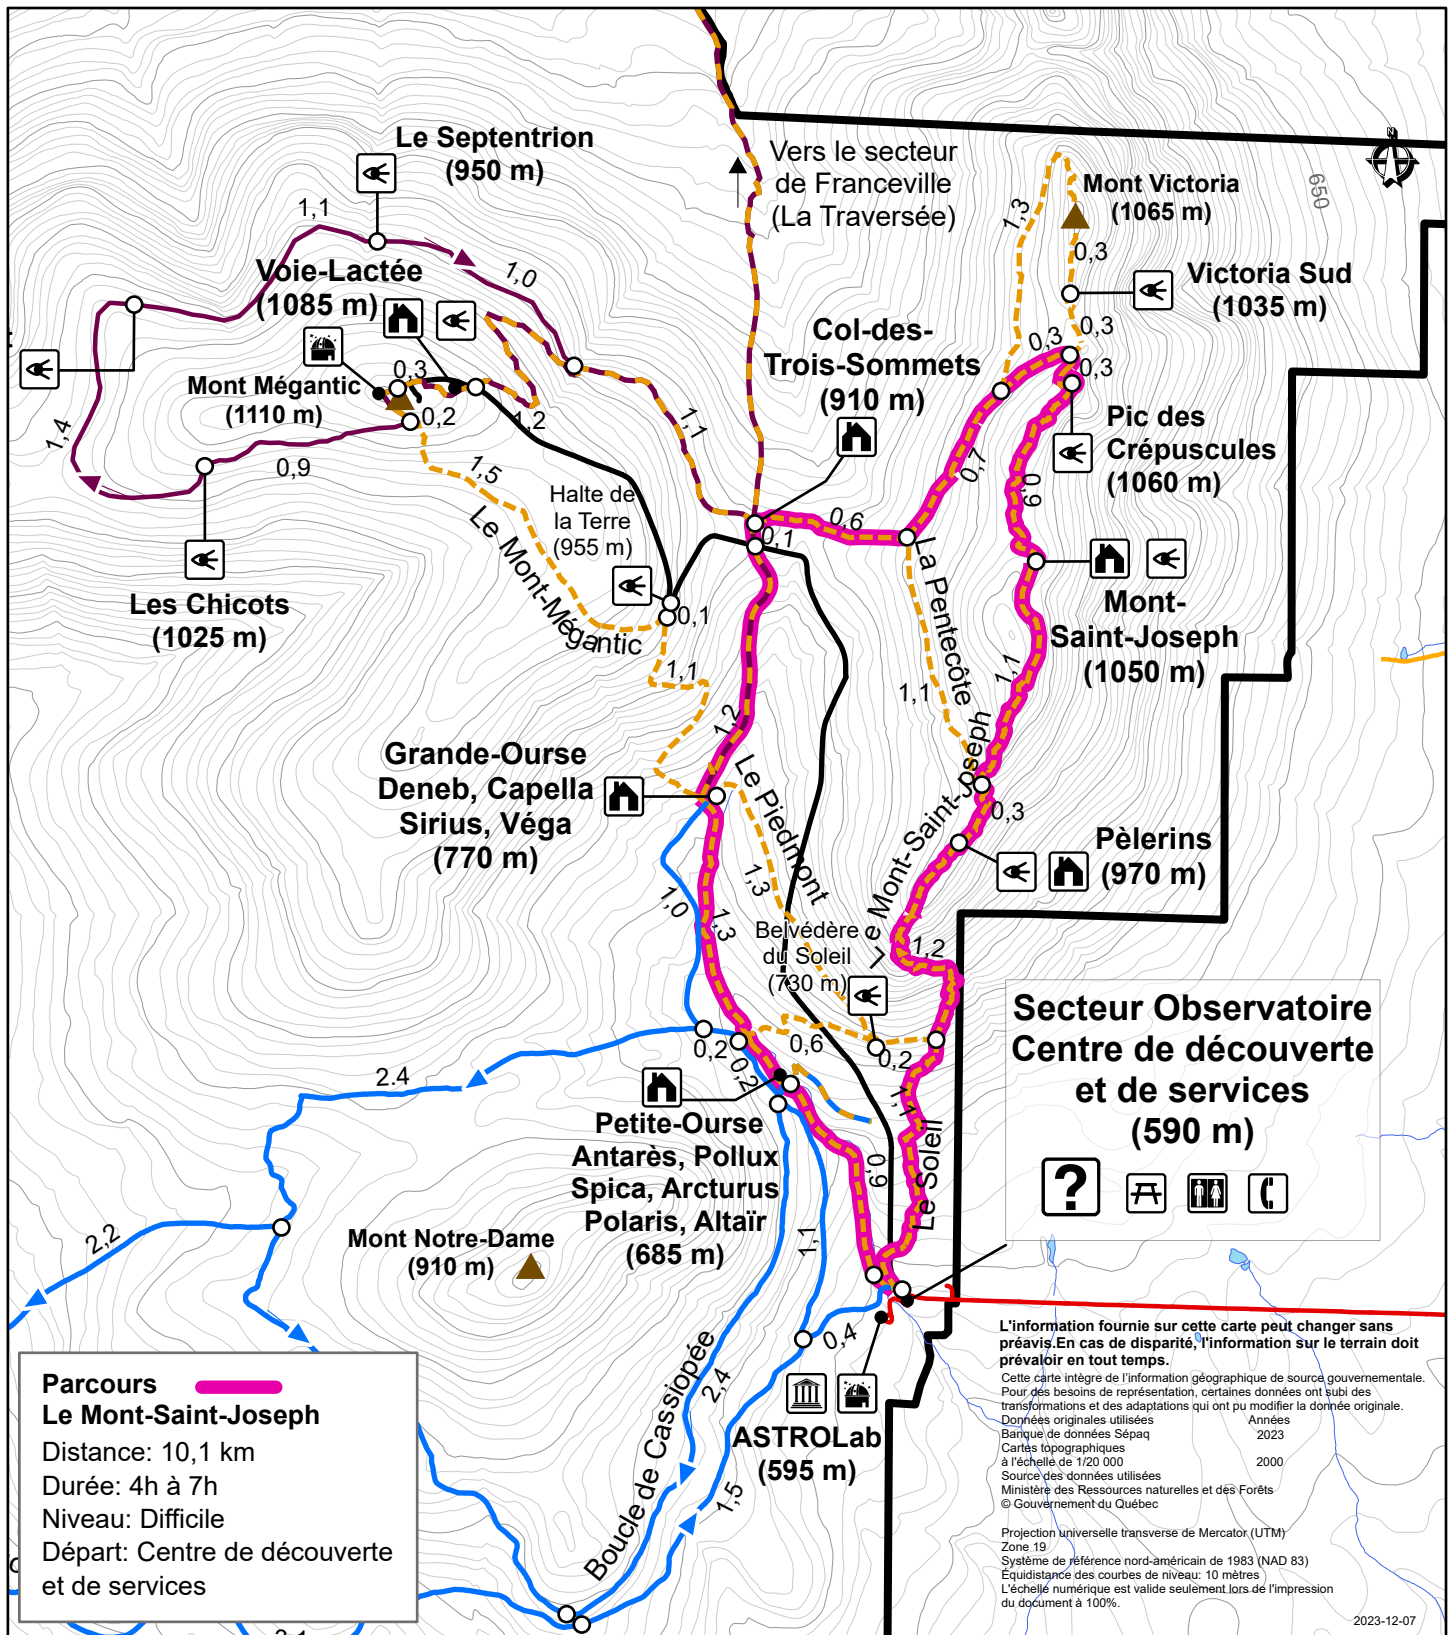 Le Septentrion
(950 m)
1,1
1,0
Voie-Lactée
(1085 m)
Mont Mégantic
(1110 m)
0,3
0,2
1,2
1,4
0,9
1,5
1,1
Les Chicots
(1025 m)
Le Mont-Mégantic
Halte de
la Terre
(955 m)
0,1
1,1
Vers le secteur
de Franceville
(La Traversée)
Col-des-
Trois-Sommets
(910 m)
0,6
0,1
0,7
1,3
Mont Victoria
(1065 m)
0,3
650
N
Victoria Sud
(1035 m)
0,3
0,3
0,3
Pic des
Crépuscules
(1060 m)
0,9
Mont-
Saint-Joseph
(1050 m)
La Pentecôte
1,1
1,1
Le Mont-Saint-Joseph
0,3
Pèlerins
(970 m)
1,2
1,2
Grande-Ourse
Deneb, Capella
Sirius, Véga
(770 m)
Le Piedmont
1,3
1,0
1,3
Belvédère
du Soleil
(730 m)
0,6
0,2
0,2
0,2
2.4
1,1
Le Soleil
0,9
Petite-Ourse
Antarès, Pollux
Spica, Arcturus
Polaris, Altaïr
(685 m)
Secteur Observatoire
Centre de découverte
et de services
(590 m)
?
2,2
Mont Notre-Dame
(910 m)
1,1
0,4
ASTROLab
(595 m)
Boucle de Cassiopée
2,4
1,5
Parcours
Le Mont-Saint-Joseph
Distance: 10,1 km
Durée: 4h à 7h
Niveau: Difficile
Départ: Centre de découverte
et de services
L'information fournie sur cette carte peut changer sans
préavis.En cas de disparité, l'information sur le terrain doit
prévaloir en tout temps.
Cette carte intègre de l'information géographique de source gouvernementale.
Pour des besoins de représentation, certaines données ont subi des
transformations et des adaptations qui ont pu modifier la donnée originale.
Données originales utilisées Années
Banque de données Sépaq 2023
Cartes topographiques
à l'échelle de 1/20 000 2000
Source des données utilisées
Ministère des Ressources naturelles et des Forêts
© Gouvernement du Québec
Projection universelle transverse de Mercator (UTM)
Zone 19
Système de référence nord-américain de 1983 (NAD 83)
Équidistance des courbes de niveau: 10 mètres
L'échelle numérique est valide seulement lors de l'impression
du document à 100%.
2023-12-07